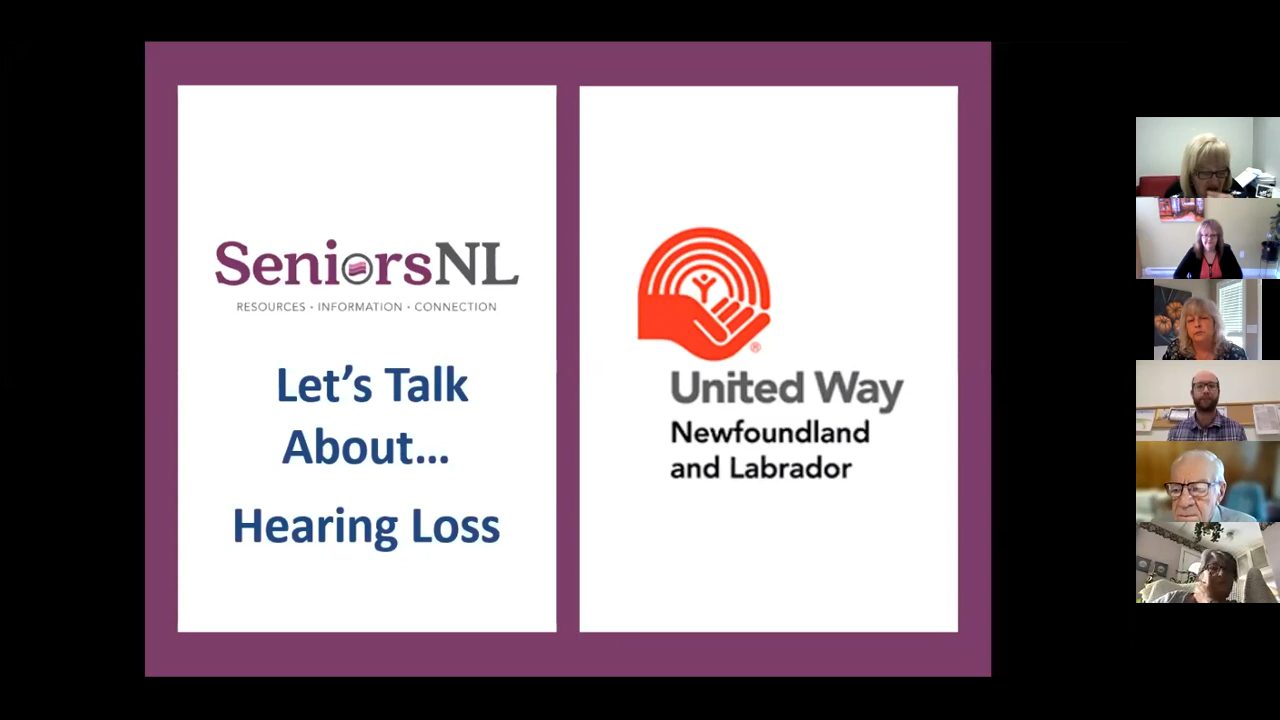 SeniorsNL
RESOURCES • INFORMATION • CONNECTION
Let's Talk
About...
Hearing Loss
®
United Way
Newfoundland
and Labrador